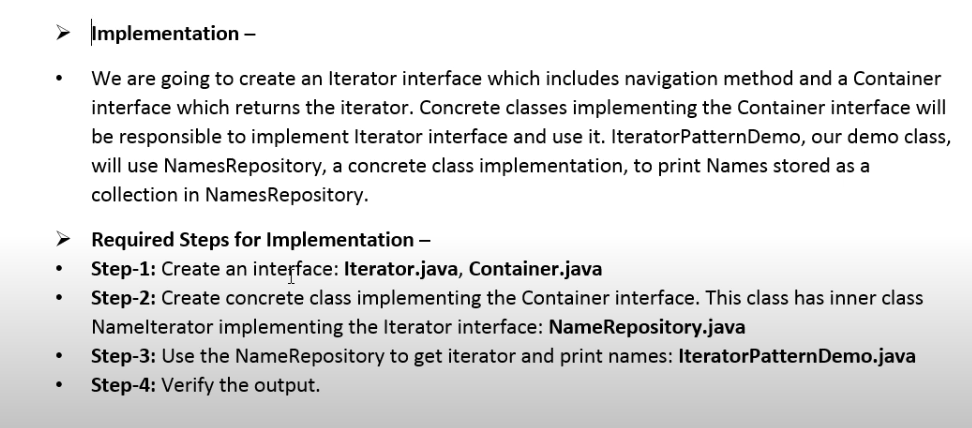 ➢ Implementation –
• We are going to create an Iterator interface which includes navigation method and a Container
interface which returns the iterator. Concrete classes implementing the Container interface will
be responsible to implement Iterator interface and use it. IteratorPatternDemo, our demo class,
will use NamesRepository, a concrete class implementation, to print Names stored as a
collection in NamesRepository.
➢ Required Steps for Implementation –
• Step-1: Create an interface: Iterator.java, Container.java
• Step-2: Create concrete class implementing the Container interface. This class has inner class
NameIterator implementing the Iterator interface: NameRepository.java
• Step-3: Use the NameRepository to get iterator and print names: IteratorPatternDemo.java
• Step-4: Verify the output.